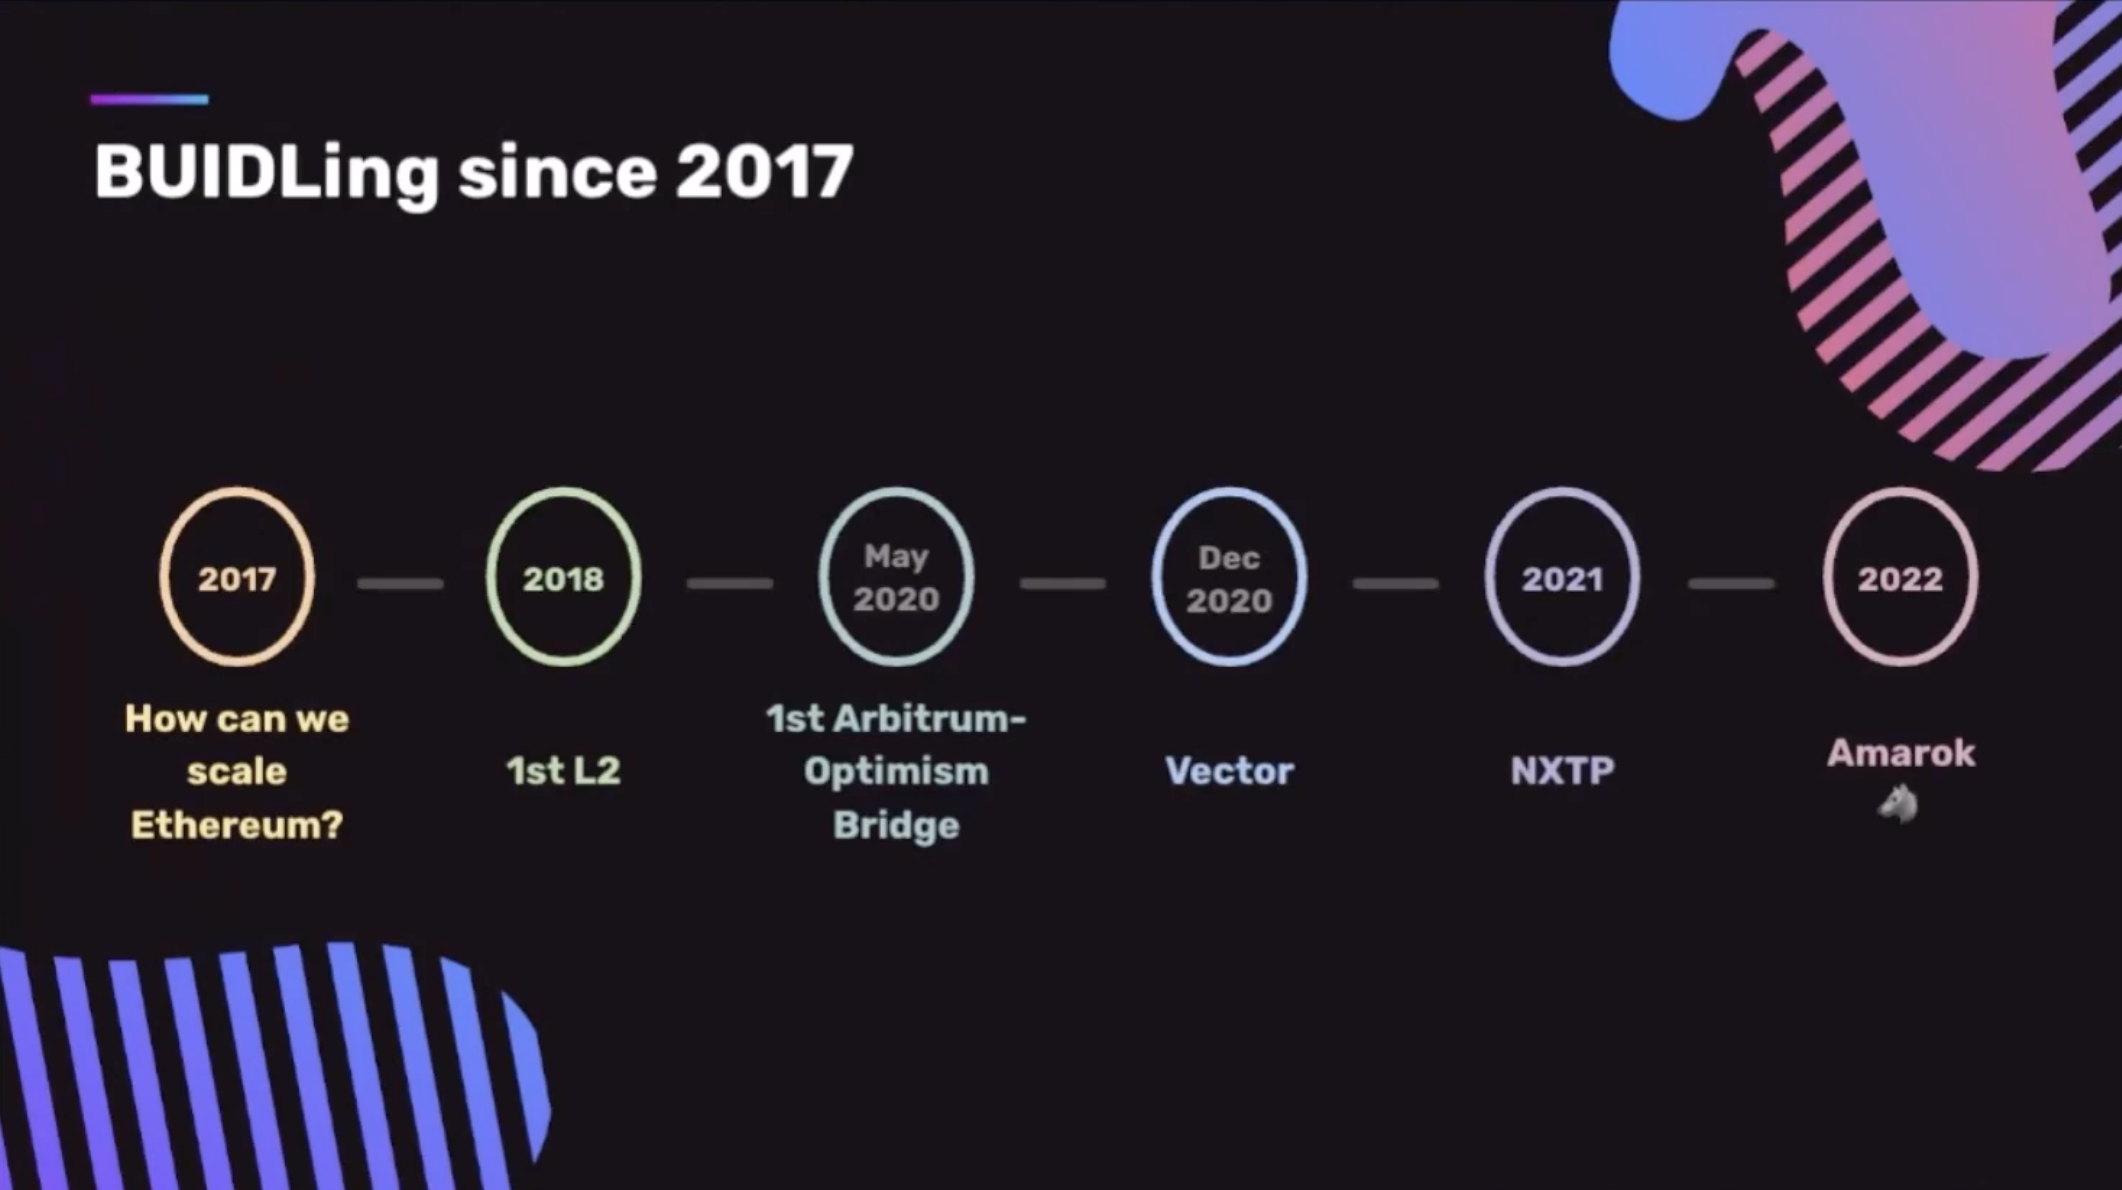 BUIDLing since 2017
2017
How can we
scale
Ethereum?
2018
1st L2
May
2020
1st Arbitrum-
Optimism
Bridge
Dec
2020
Vector
2021
NXTP
2022
Amarok